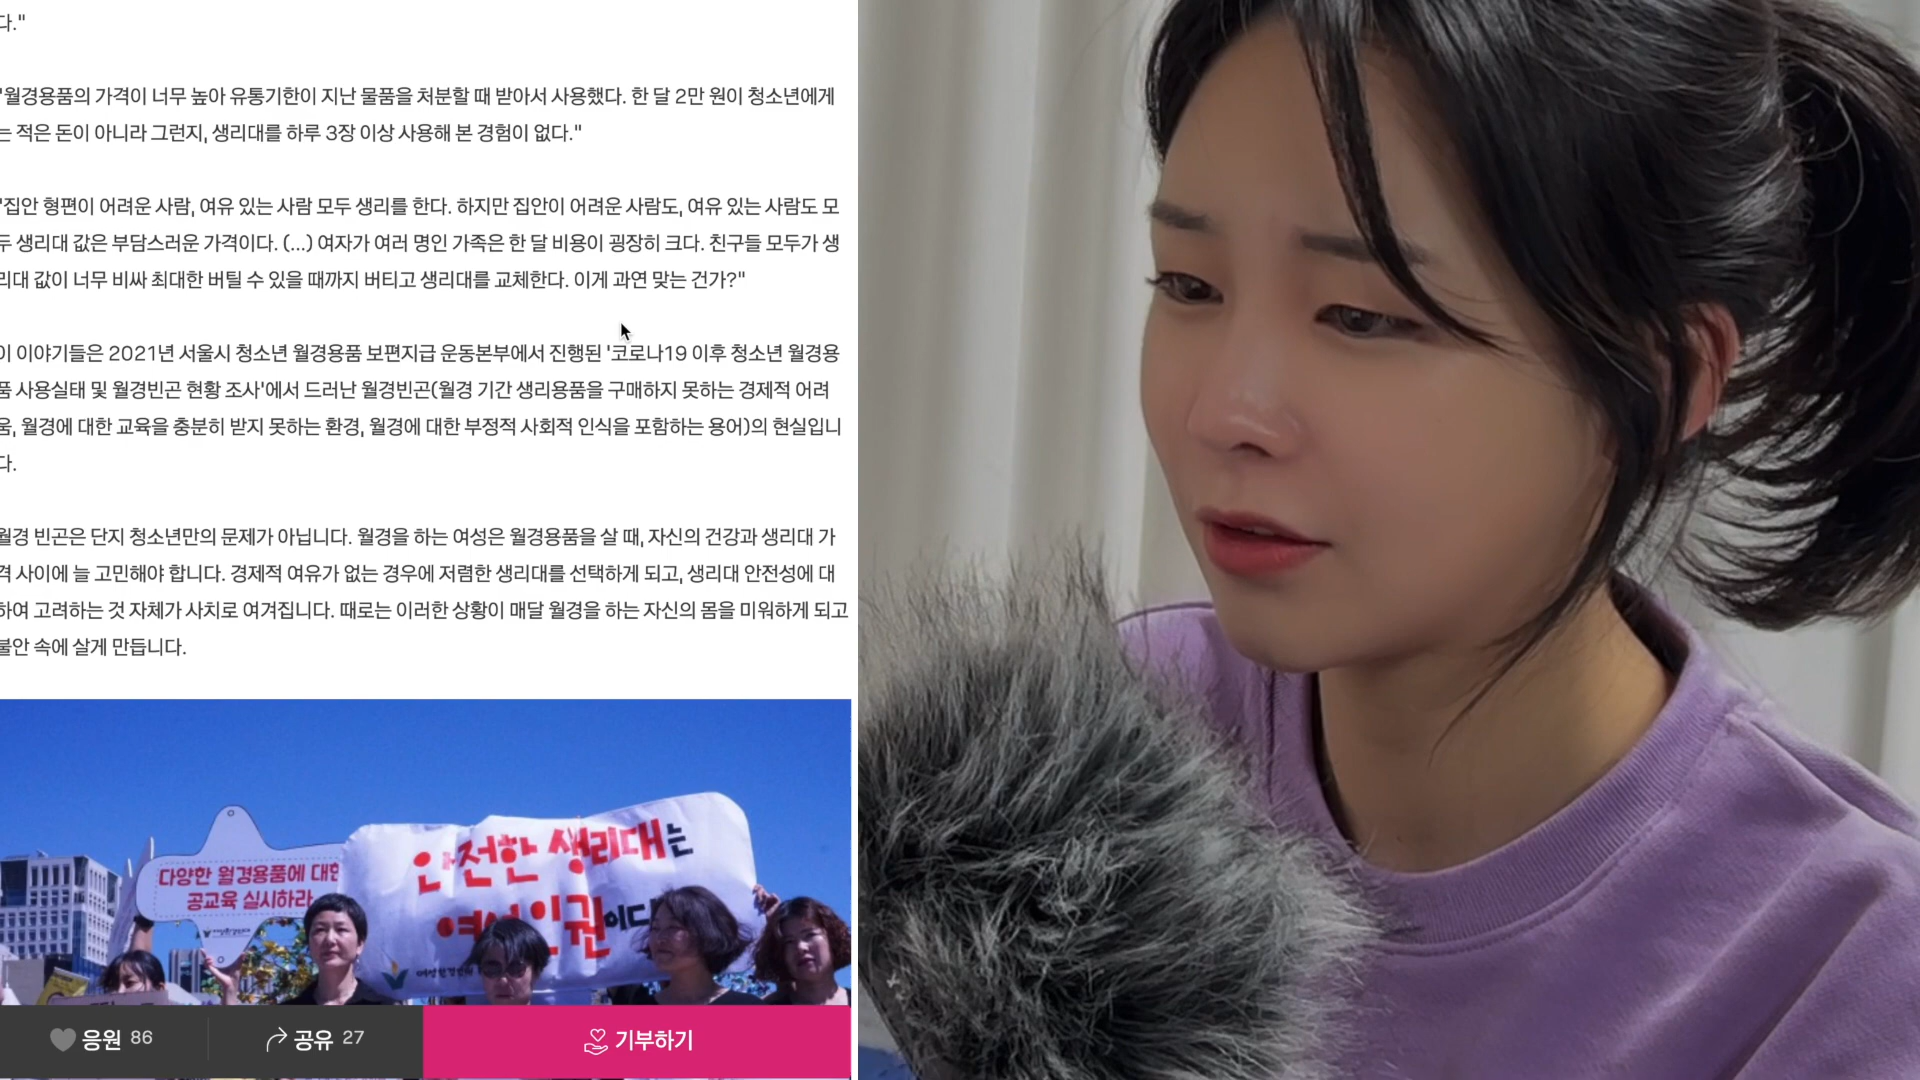 다."
"월경용품의 가격이 너무 높아 유통기한이 지난 물품을 처분할 때 받아서 사용했다. 한 달 2만 원이 청소년에게
는 적은 돈이 아니라 그런지, 생리대를 하루 3장 이상 사용해 본 경험이 없다."
"집안 형편이 어려운 사람, 여유 있는 사람 모두 생리를 한다. 하지만 집안이 어려운 사람도, 여유 있는 사람도 모
두 생리대 값은 부담스러운 가격이다. (...) 여자가 여러 명인 가족은 한 달 비용이 굉장히 크다. 친구들 모두가 생
리대 값이 너무 비싸 최대한 버틸 수 있을 때까지 버티고 생리대를 교체한다. 이게 과연 맞는 건가?"
이 이야기들은 2021년 서울시 청소년 월경용품 보편지급 운동본부에서 진행된 '코로나19 이후 청소년 월경용
품 사용실태 및 월경빈곤 현황 조사'에서 드러난 월경빈곤(월경 기간 생리용품을 구매하지 못하는 경제적 어려
움, 월경에 대한 교육을 충분히 받지 못하는 환경, 월경에 대한 부정적 사회적 인식을 포함하는 용어)의 현실입니
다.
월경 빈곤은 단지 청소년만의 문제가 아닙니다. 월경을 하는 여성은 월경용품을 살 때, 자신의 건강과 생리대 가
격 사이에 늘 고민해야 합니다. 경제적 여유가 없는 경우에 저렴한 생리대를 선택하게 되고, 생리대 안전성에 대
하여 고려하는 것 자체가 사치로 여겨집니다. 때로는 이러한 상황이 매달 월경을 하는 자신의 몸을 미워하게 되고
불안 속에 살게 만듭니다.
안전한 생리대는
여성인권이다
다양한 월경용품에 대한
공교육 실시하라
응원 86
공유 27
기부하기